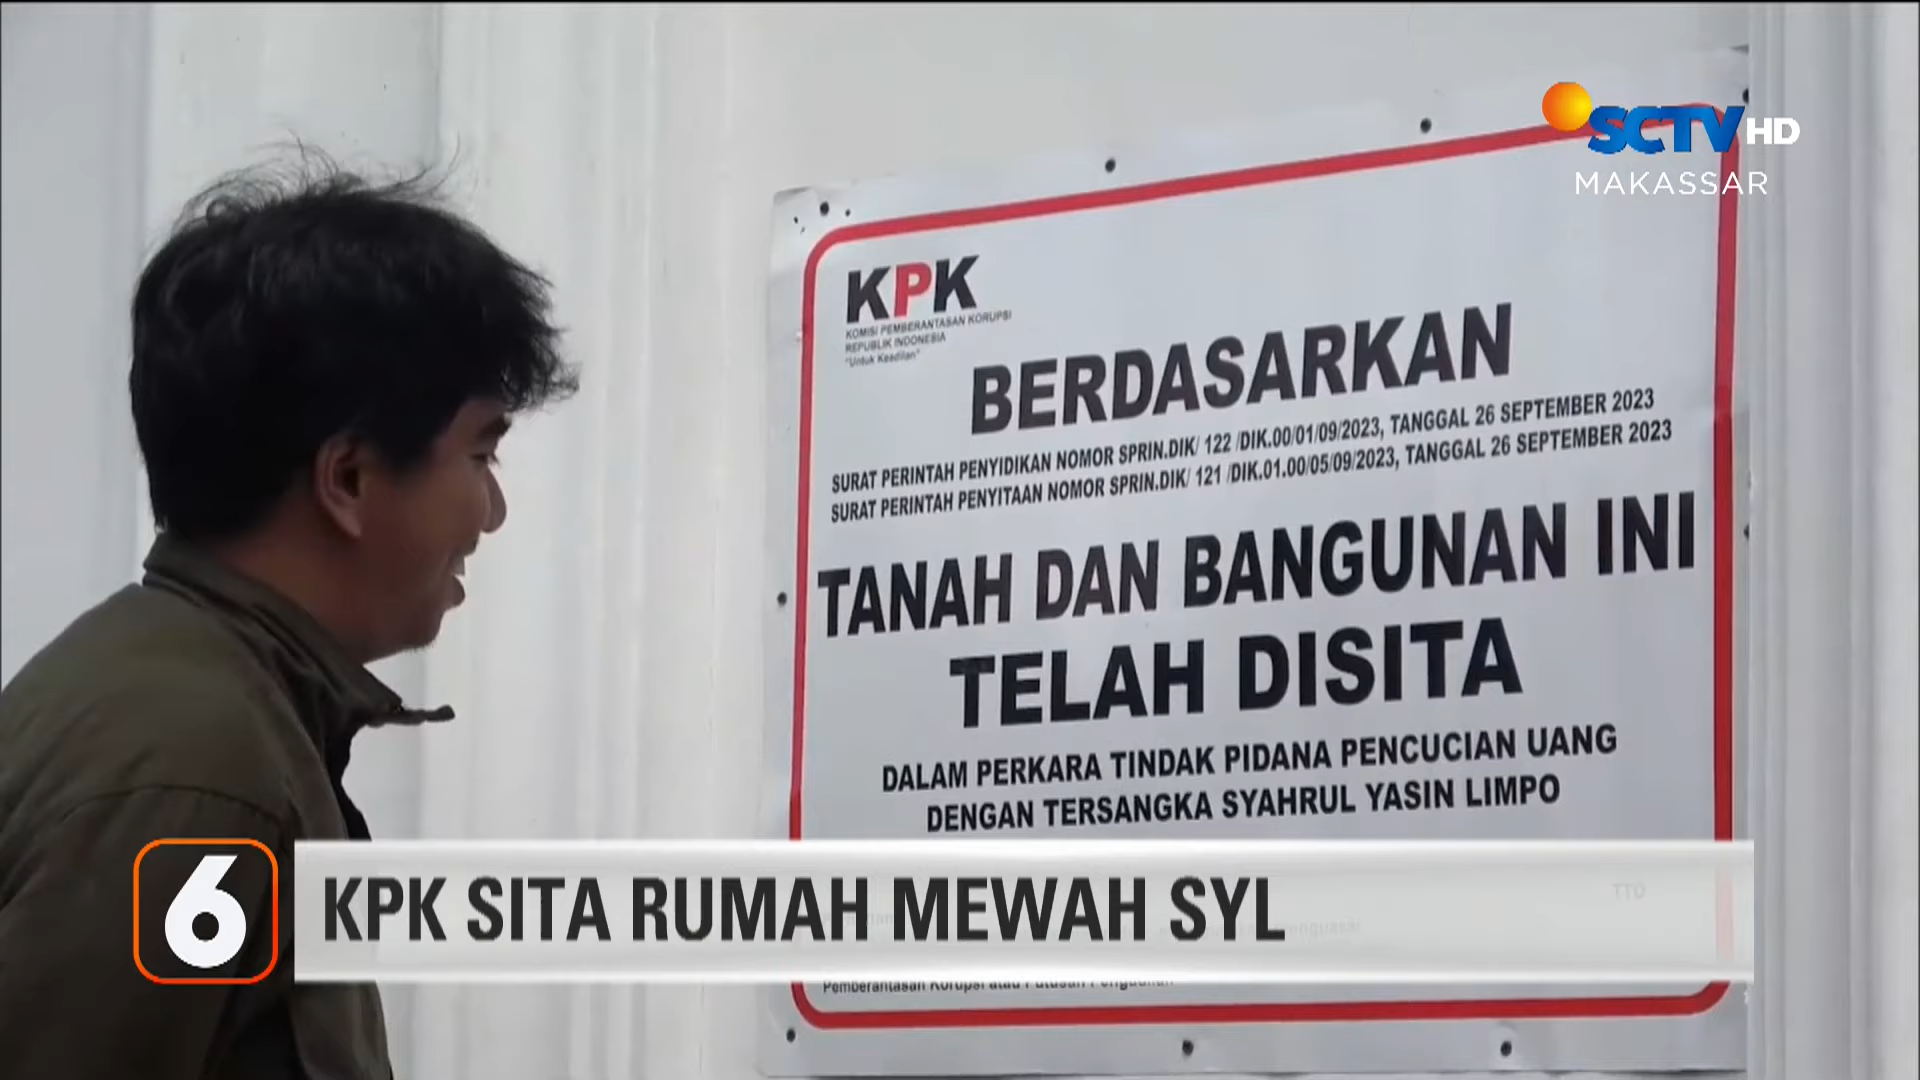 SCTV HD
MAKASSAR
KPK
KOMISI PEMBERANTASAN KORUPSI
REPUBLIK INDONESIA
"Untuk Keadilan"
BERDASARKAN
SURAT PERINTAH PENYIDIKAN NOMOR SPRIN.DIK/ 122 /DIK.00/01/09/2023, TANGGAL 26 SEPTEMBER 2023
SURAT PERINTAH PENYITAAN NOMOR SPRIN.DIK/ 121 /DIK.01.00/05/09/2023, TANGGAL 26 SEPTEMBER 2023
TANAH DAN BANGUNAN INI
TELAH DISITA
DALAM PERKARA TINDAK PIDANA PENCUCIAN UANG
DENGAN TERSANGKA SYAHRUL YASIN LIMPO
6 KPK SITA RUMAH MEWAH SYL
TTD
Pemberantasan Korupsi atau Putusan